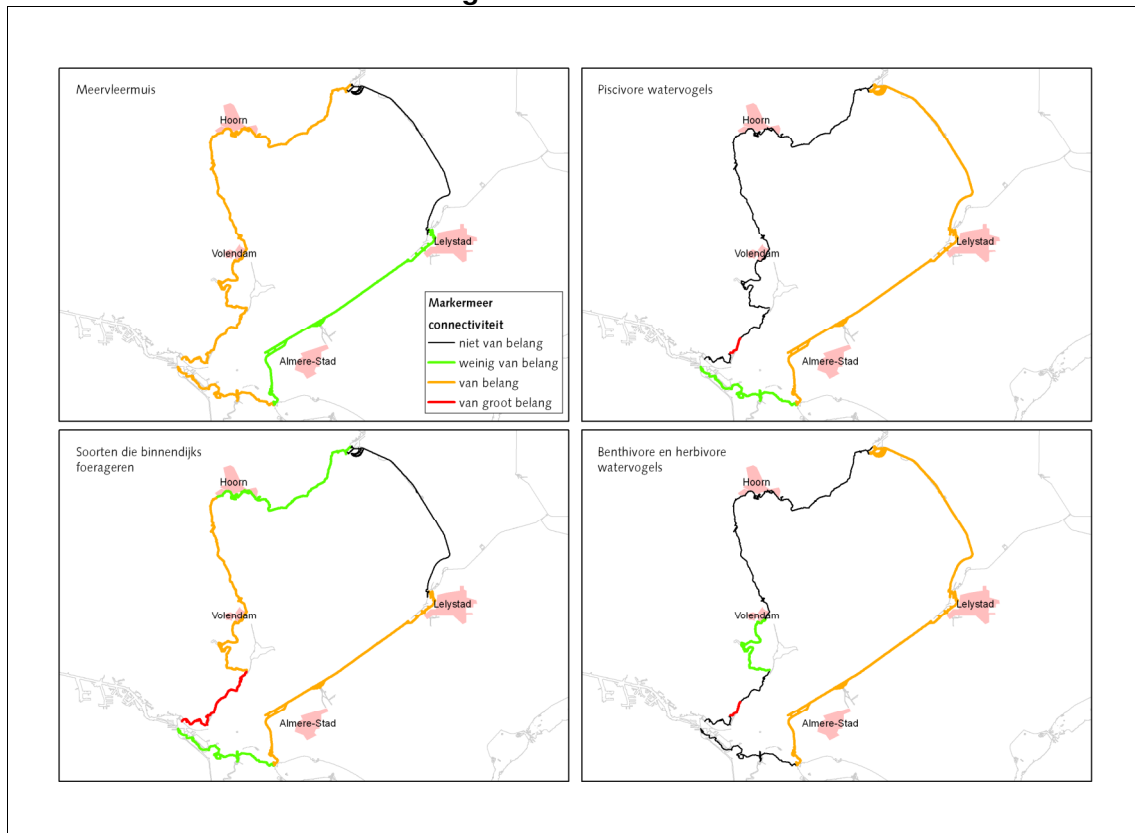 g
Meervleermuis
Hoorn
Volendam
Lelystad
Almere-Stad
Markermeer
connectiviteit
niet van belang
weinig van belang
van belang
van groot belang
Piscivore watervogels
Hoorn
Volendam
Lelystad
Almere-Stad
Soorten die binnendijks
foerageren
Hoorn
Volendam
Lelystad
Almere-Stad
Benthivore en herbivore
watervogels
Hoorn
Volendam
Lelystad
Almere-Stad